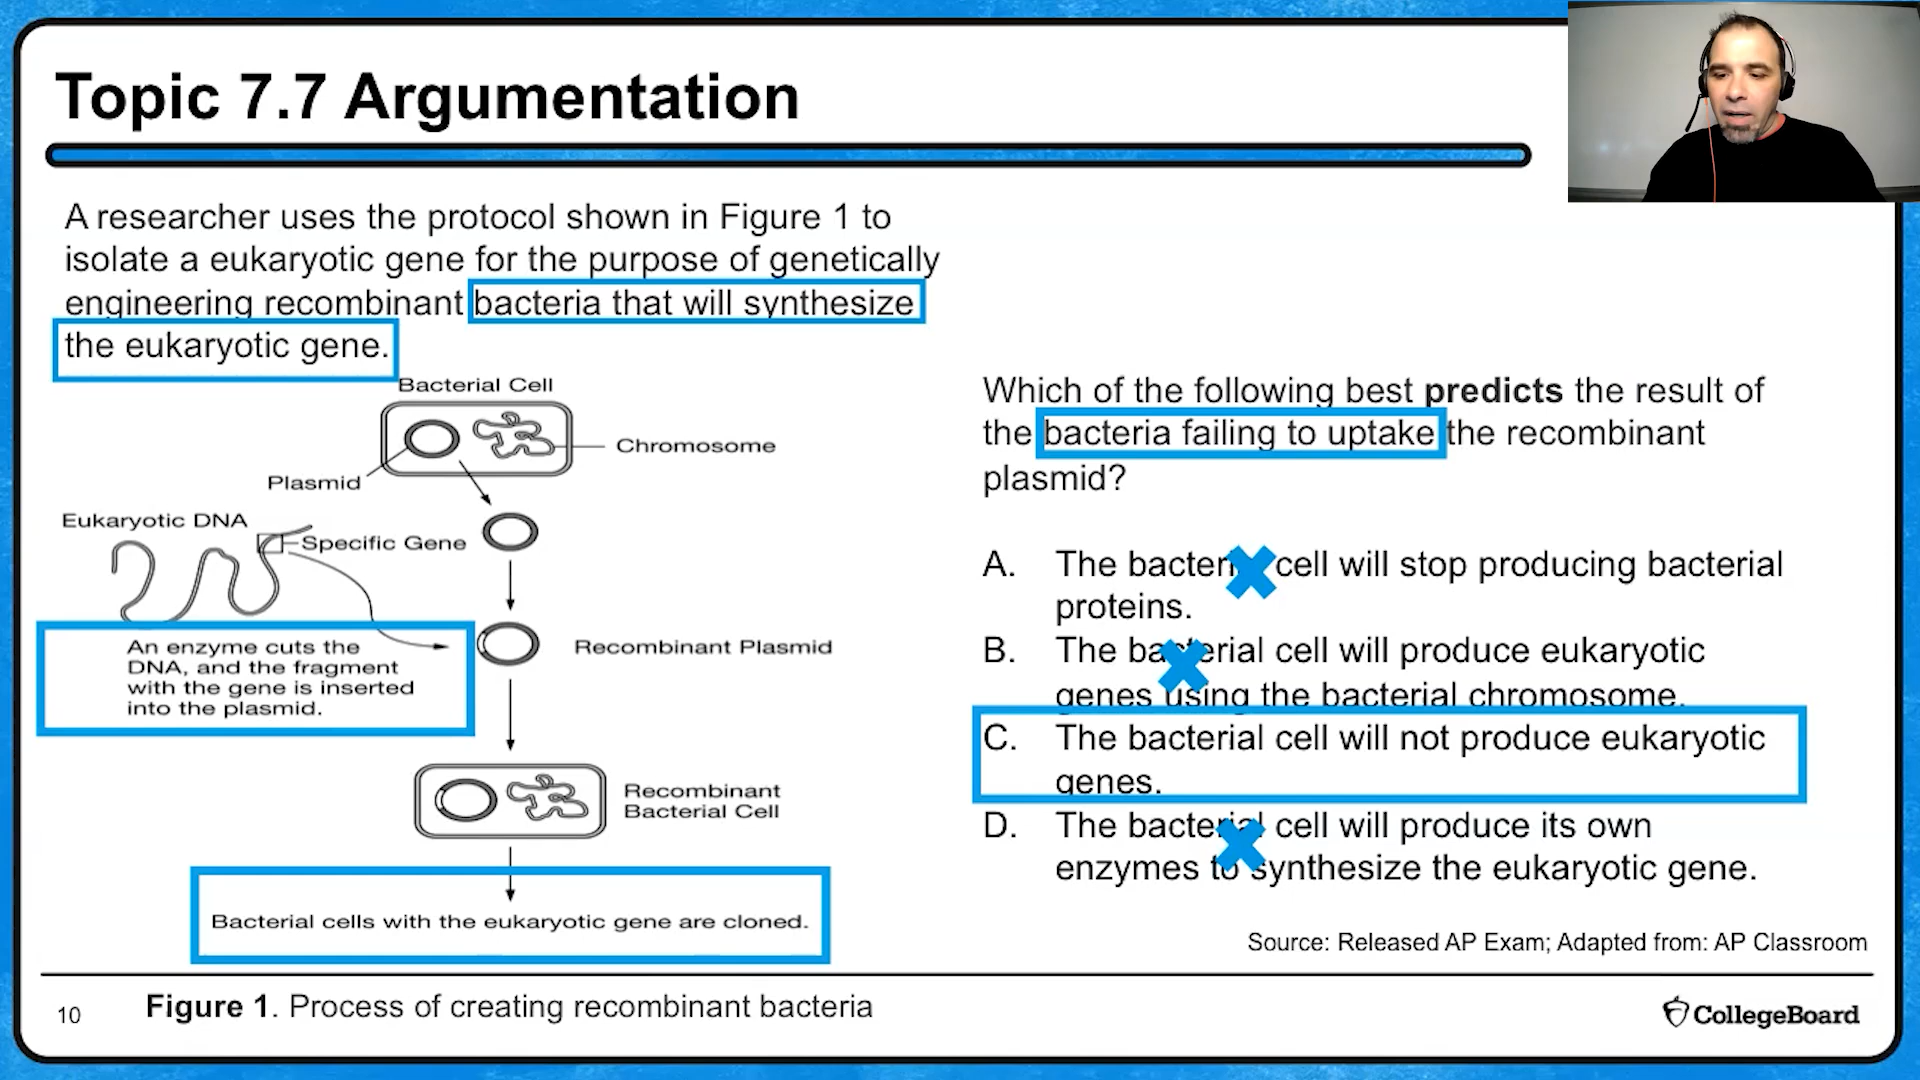 Topic 7.7 Argumentation
A researcher uses the protocol shown in Figure 1 to
isolate a eukaryotic gene for the purpose of genetically
engineering recombinant bacteria that will synthesize
the eukaryotic gene.
Bacterial Cell
Chromosome
Plasmid
Eukaryotic DNA
Specific Gene
An enzyme cuts the
DNA, and the fragment
with the gene is inserted
into the plasmid.
Recombinant Plasmid
Recombinant
Bacterial Cell
Bacterial cells with the eukaryotic gene are cloned.
Which of the following best predicts the result of
the bacteria failing to uptake the recombinant
plasmid?
A. The bacterial cell will stop producing bacterial
proteins.
B. The bacterial cell will produce eukaryotic
genes using the bacterial chromosome.
C. The bacterial cell will not produce eukaryotic
genes.
D. The bacterial cell will produce its own
enzymes to synthesize the eukaryotic gene.
Source: Released AP Exam; Adapted from: AP Classroom
10
Figure 1. Process of creating recombinant bacteria
CollegeBoard